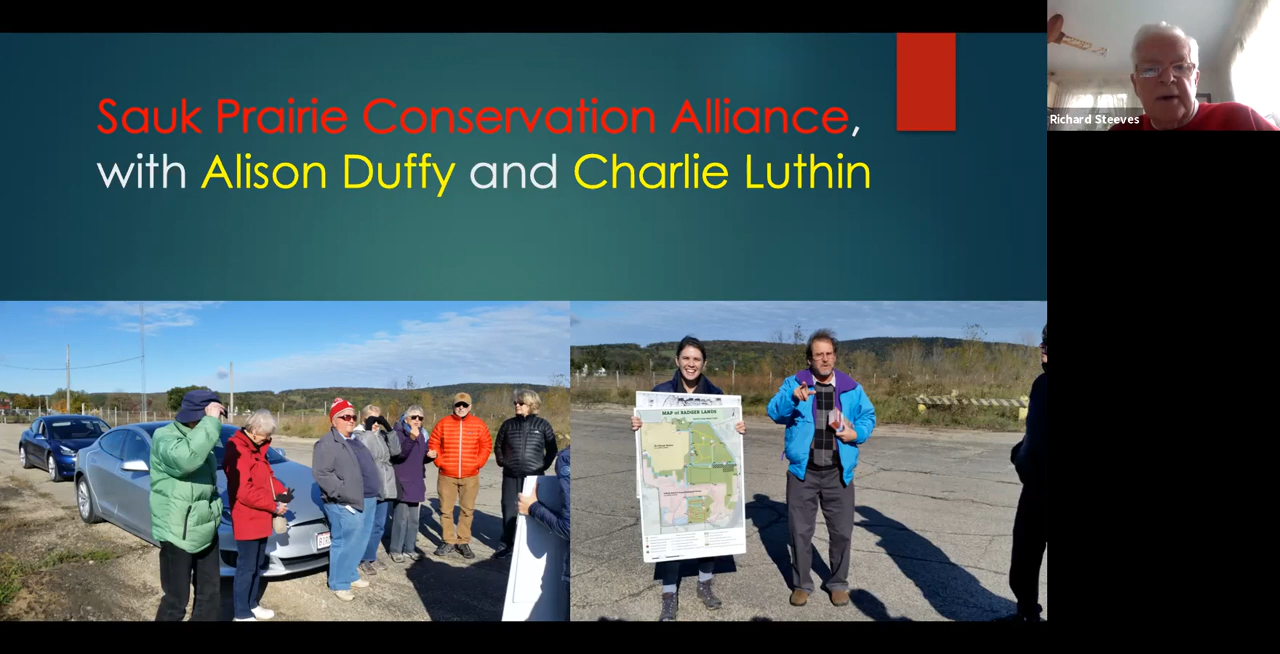 Sauk Prairie Conservation Alliance,
with Alison Duffy and Charlie Luthin
Richard Steeves
MAP of BADGER LANDS